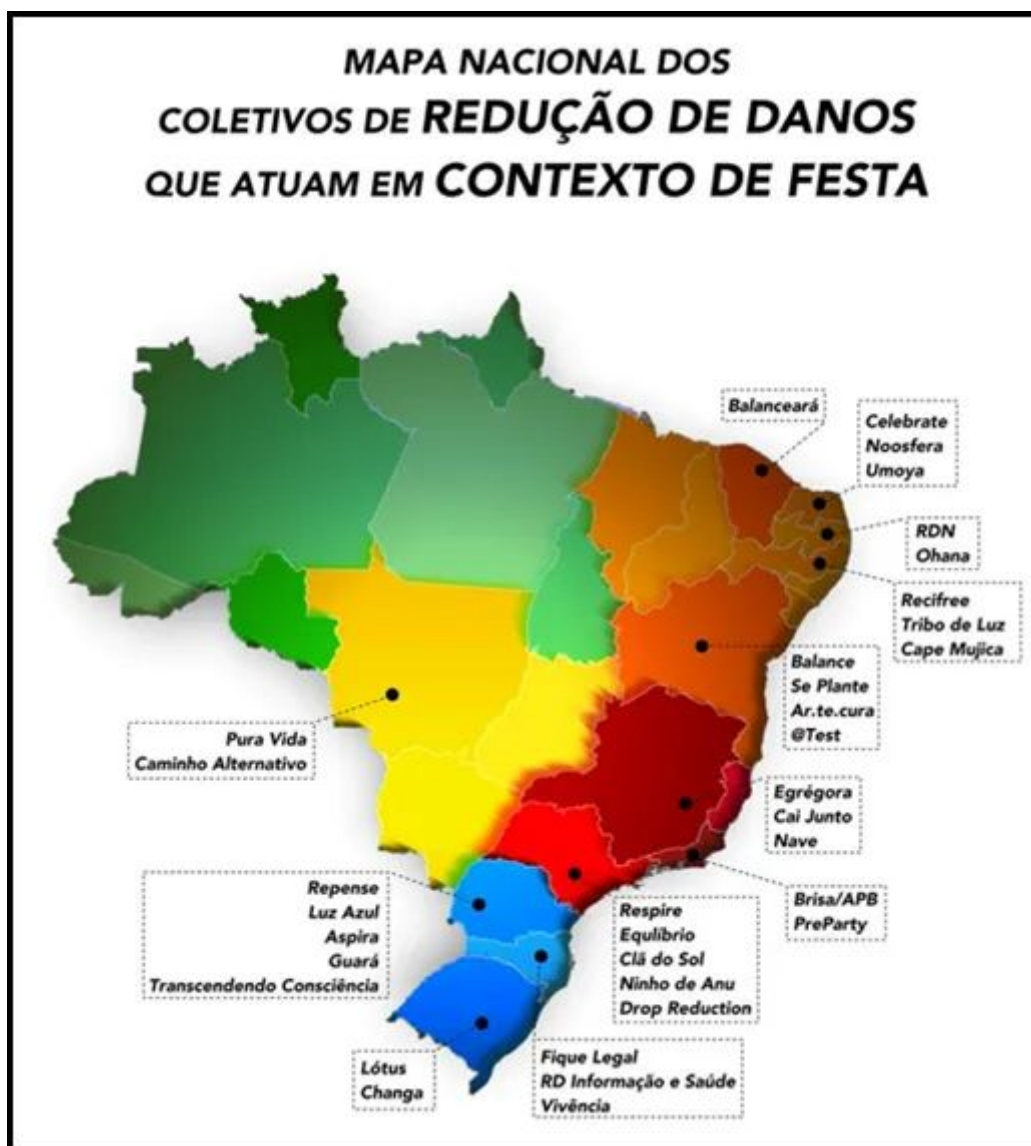 MAPA NACIONAL DOS
COLETIVOS DE REDUÇÃO DE DANOS
QUE ATUAM EM CONTEXTO DE FESTA
Balanceará
Celebrate
Noosfera
Umoya
RDN
Ohana
Recifree
Tribo de Luz
Cape Mujica
Balance
Se Plante
Ar.te.cura
@Test
Pura Vida
Caminho Alternativo
Egrégora
Cai Junto
Nave
Brisa/APB
PreParty
Repense
Luz Azul
Aspira
Guará
Transcendendo Consciência
Respire
Equlíbrio
Clã do Sol
Ninho de Anu
Drop Reduction
Lótus
Changa
Fique Legal
RD Informação e Saúde
Vivência